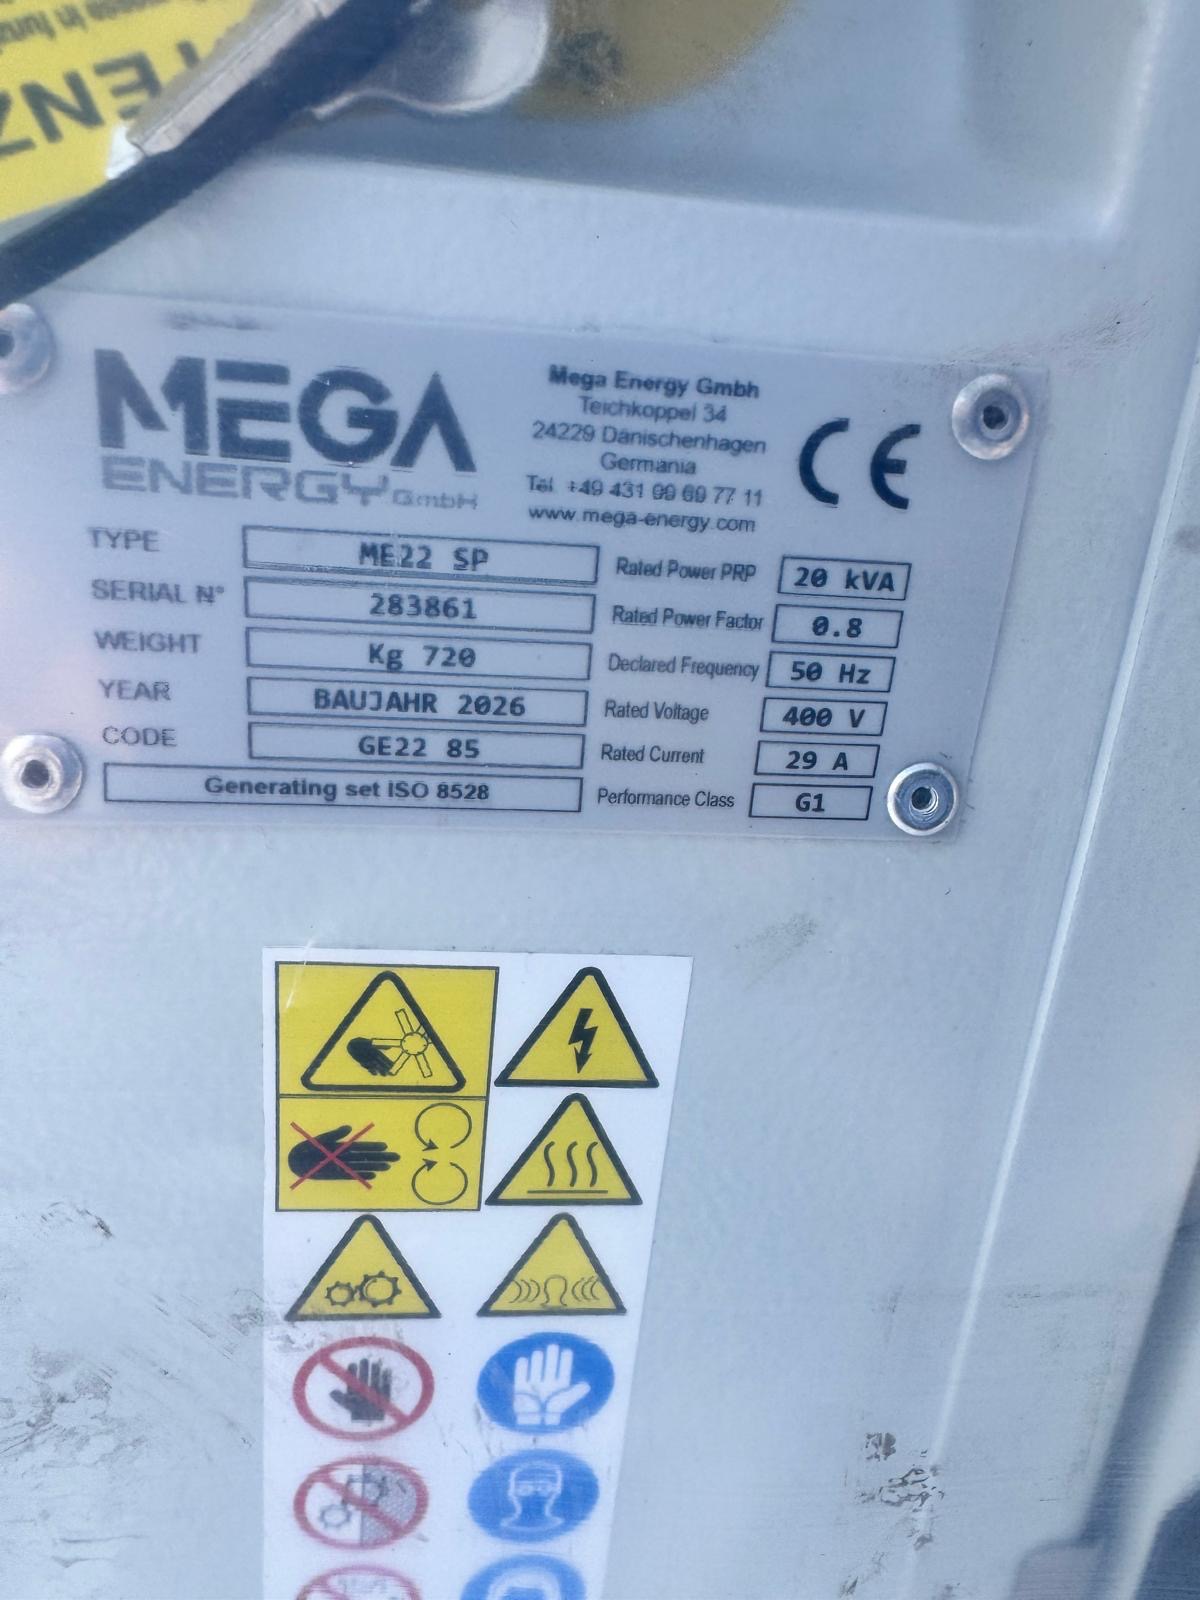 TENZ
MEGA
ENERGY GmbH
Mega Energy Gmbh
Teichkoppel 34
24229 Dänischenhagen
Germania
Tel. +49 431 99 69 77 11
www.mega-energy.com
CE
TYPE ME22 SP
SERIAL N° 283861
WEIGHT Kg 720
YEAR BAUJAHR 2026
CODE GE22 85
Generating set ISO 8528
Rated Power PRP 20 kVA
Rated Power Factor 0.8
Declared Frequency 50 Hz
Rated Voltage 400 V
Rated Current 29 A
Performance Class G1